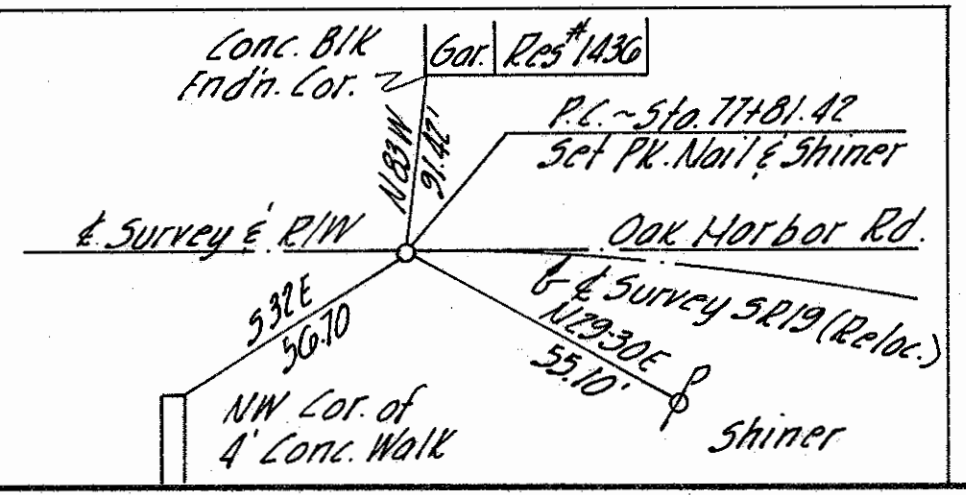 Conc. Blk
Fndn. Cor.
Gar.
Res #1436
P.C. ~ Sta. 77+81.42
Set P.K. Nail & Shiner
N83W
91.42'
℄ Survey & R/W
Oak Harbor Rd.
℄ Survey SR19 (Reloc.)
S32E
56.70
N29-30E
55.10'
NW Cor. of
4' Conc. Walk
Shiner